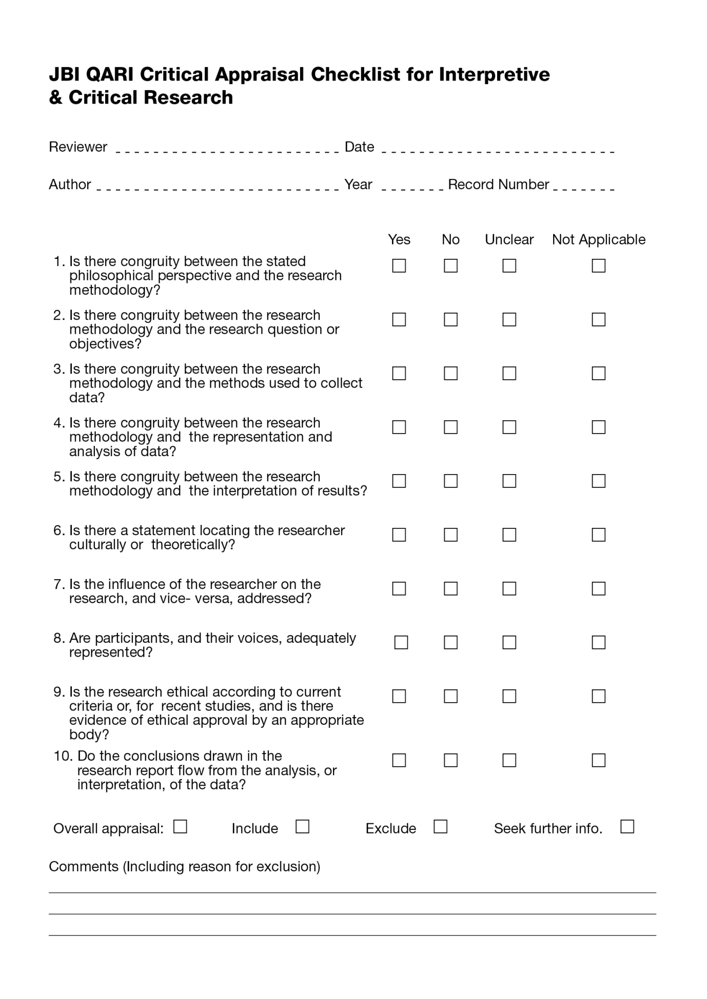 JBI QARI Critical Appraisal Checklist for Interpretive
& Critical Research
Reviewer Date
Author Year Record Number
Yes No Unclear Not Applicable
1. Is there congruity between the stated
philosophical perspective and the research
methodology?
2. Is there congruity between the research
methodology and the research question or
objectives?
3. Is there congruity between the research
methodology and the methods used to collect
data?
4. Is there congruity between the research
methodology and the representation and
analysis of data?
5. Is there congruity between the research
methodology and the interpretation of results?
6. Is there a statement locating the researcher
culturally or theoretically?
7. Is the influence of the researcher on the
research, and vice- versa, addressed?
8. Are participants, and their voices, adequately
represented?
9. Is the research ethical according to current
criteria or, for recent studies, and is there
evidence of ethical approval by an appropriate
body?
10. Do the conclusions drawn in the
research report flow from the analysis, or
interpretation, of the data?
Overall appraisal: Include Exclude Seek further info.
Comments (Including reason for exclusion)